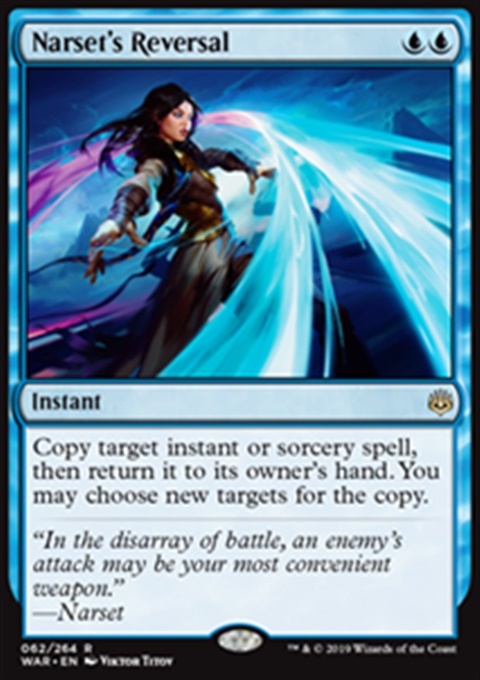 Narset's Reversal
Instant
Copy target instant or sorcery spell,
then return it to its owner's hand. You
may choose new targets for the copy.
“In the disarray of battle, an enemy's
attack may be your most convenient
weapon.”
—Narset
062/264 R
WAR • EN Viktor Titov
™ & © 2019 Wizards of the Coast